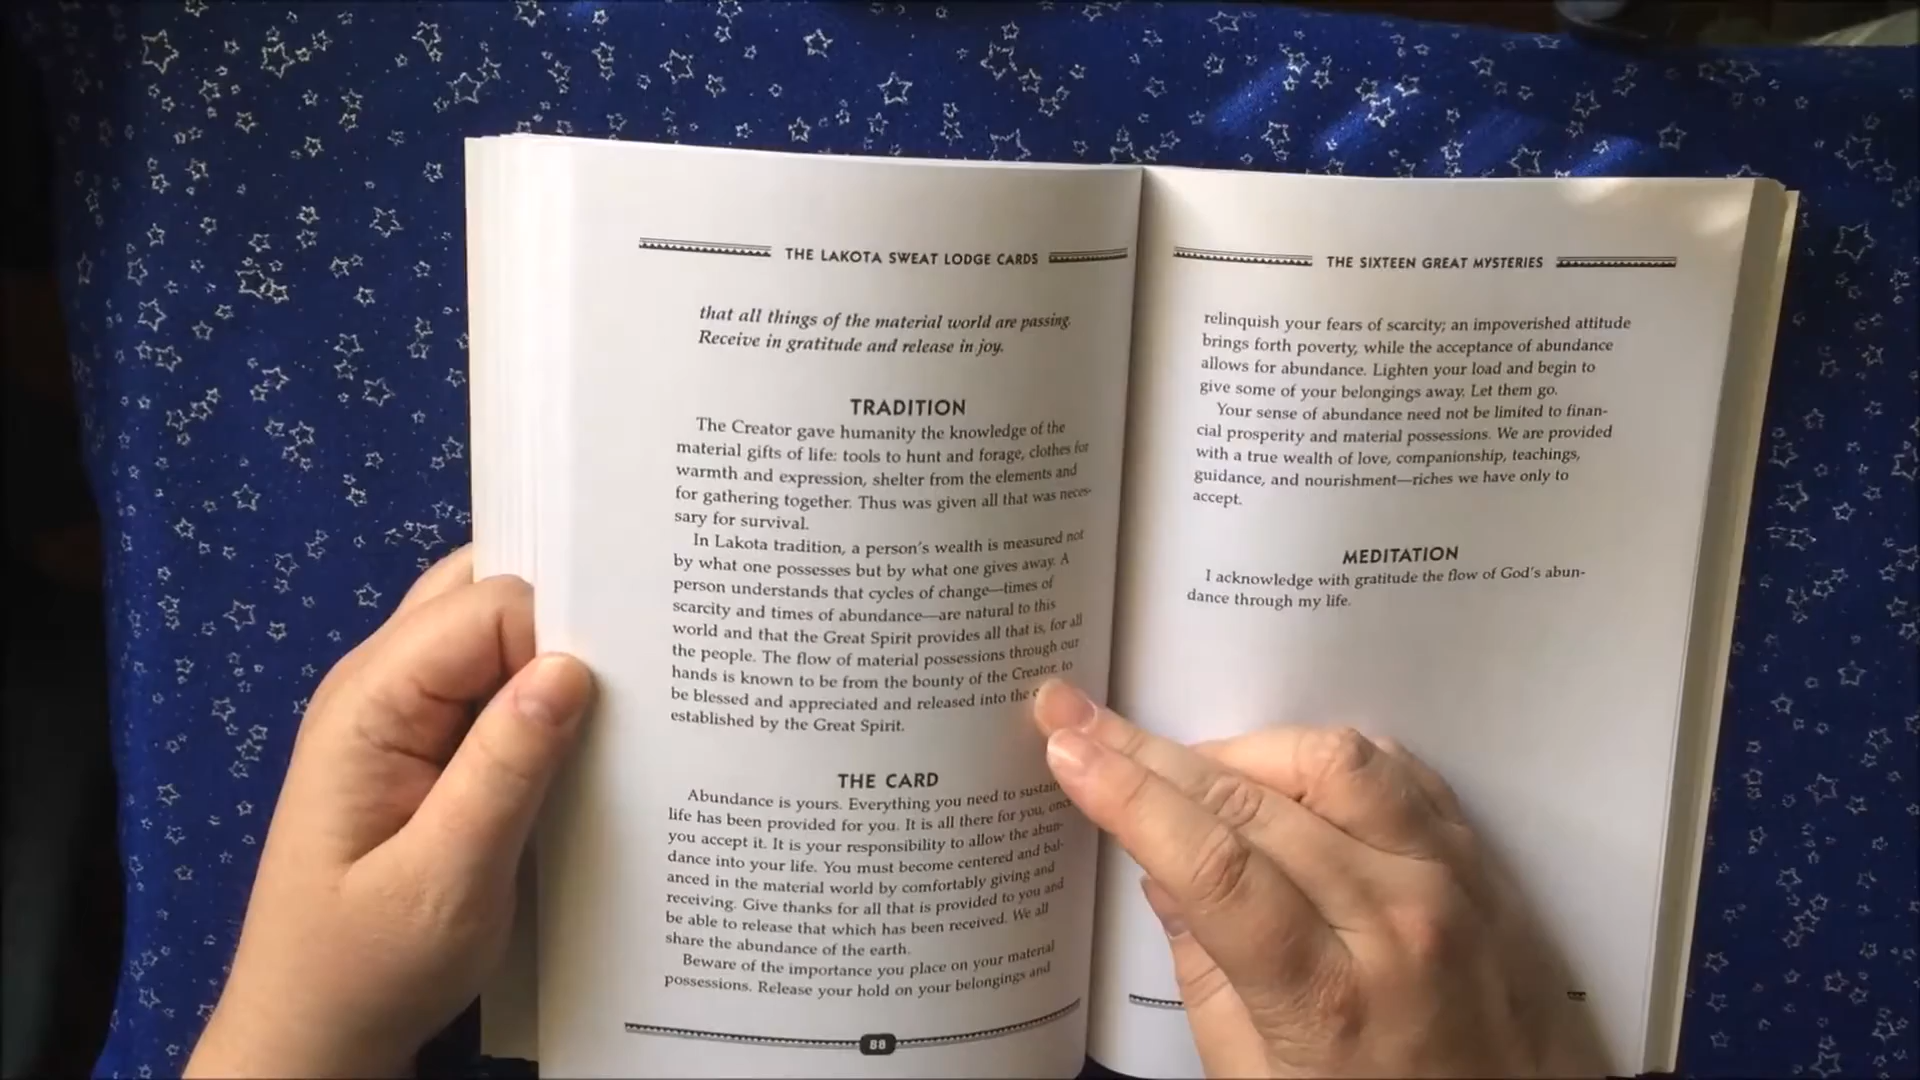 THE LAKOTA SWEAT LODGE CARDS
that all things of the material world are passing.
Receive in gratitude and release in joy.
TRADITION
The Creator gave humanity the knowledge of the
material gifts of life: tools to hunt and forage, clothes for
warmth and expression, shelter from the elements and
for gathering together. Thus was given all that was neces-
sary for survival.
In Lakota tradition, a person's wealth is measured not
by what one possesses but by what one gives away. A
person understands that cycles of change—times of
scarcity and times of abundance—are natural to this
world and that the Great Spirit provides all that is, for all
the people. The flow of material possessions through our
hands is known to be from the bounty of the Creator, to
be blessed and appreciated and released into the
established by the Great Spirit.
THE CARD
Abundance is yours. Everything you need to sustain
life has been provided for you. It is all there for you, once
you accept it. It is your responsibility to allow the abun-
dance into your life. You must become centered and bal-
anced in the material world by comfortably giving and
receiving. Give thanks for all that is provided to you and
be able to release that which has been received. We all
share the abundance of the earth.
Beware of the importance you place on your material
possessions. Release your hold on your belongings and
88
THE SIXTEEN GREAT MYSTERIES
relinquish your fears of scarcity; an impoverished attitude
brings forth poverty, while the acceptance of abundance
allows for abundance. Lighten your load and begin to
give some of your belongings away. Let them go.
Your sense of abundance need not be limited to finan-
cial prosperity and material possessions. We are provided
with a true wealth of love, companionship, teachings,
guidance, and nourishment—riches we have only to
accept.
MEDITATION
I acknowledge with gratitude the flow of God's abun-
dance through my life.